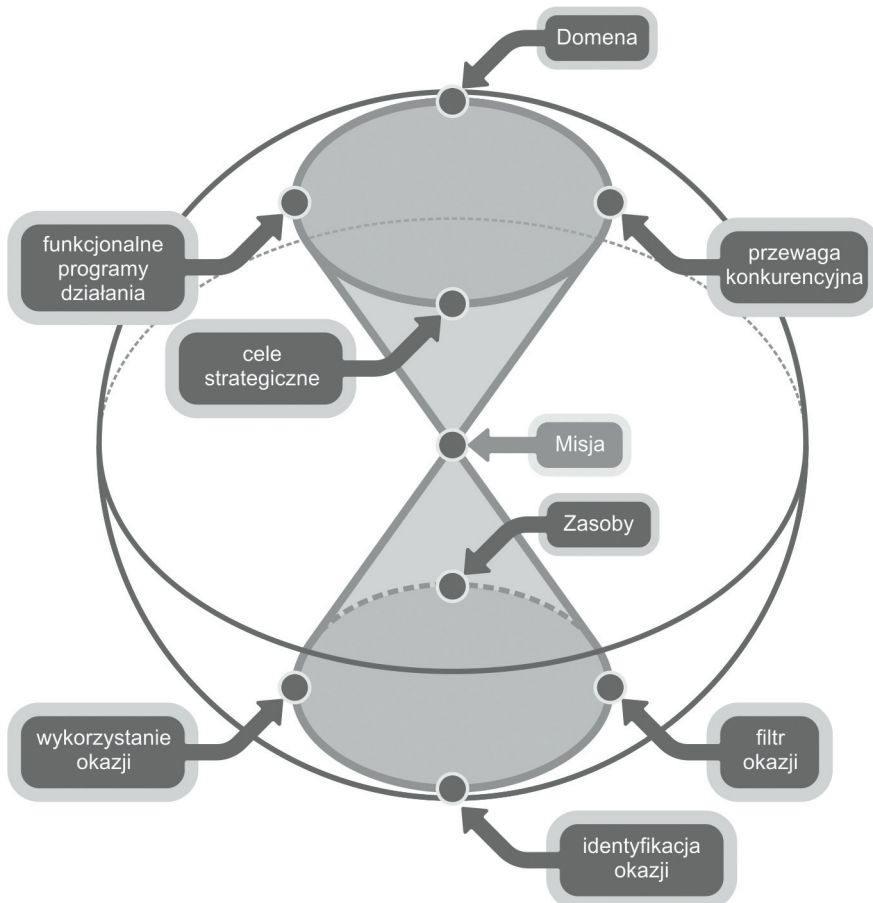 Domena
funkcjonalne
programy
działania
przewaga
konkurencyjna
cele
strategiczne
Misja
Zasoby
wykorzystanie
okazji
filtr
okazji
identyfikacja
okazji